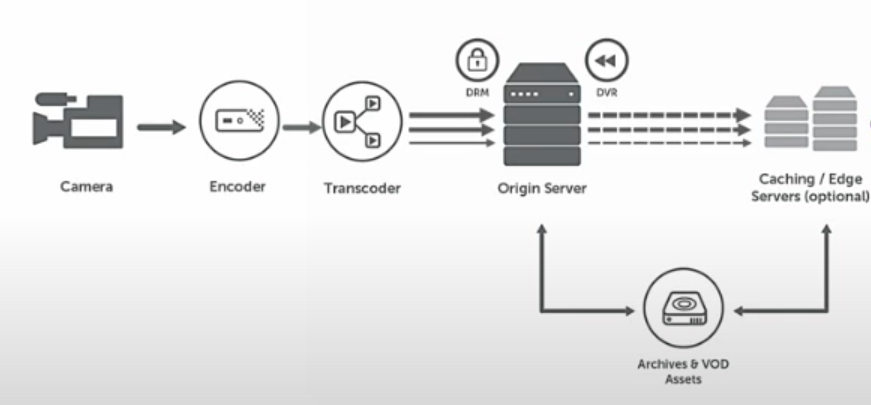 DRM
DVR
Camera
Encoder
Transcoder
Origin Server
Caching / Edge
Servers (optional)
Archives & VOD
Assets